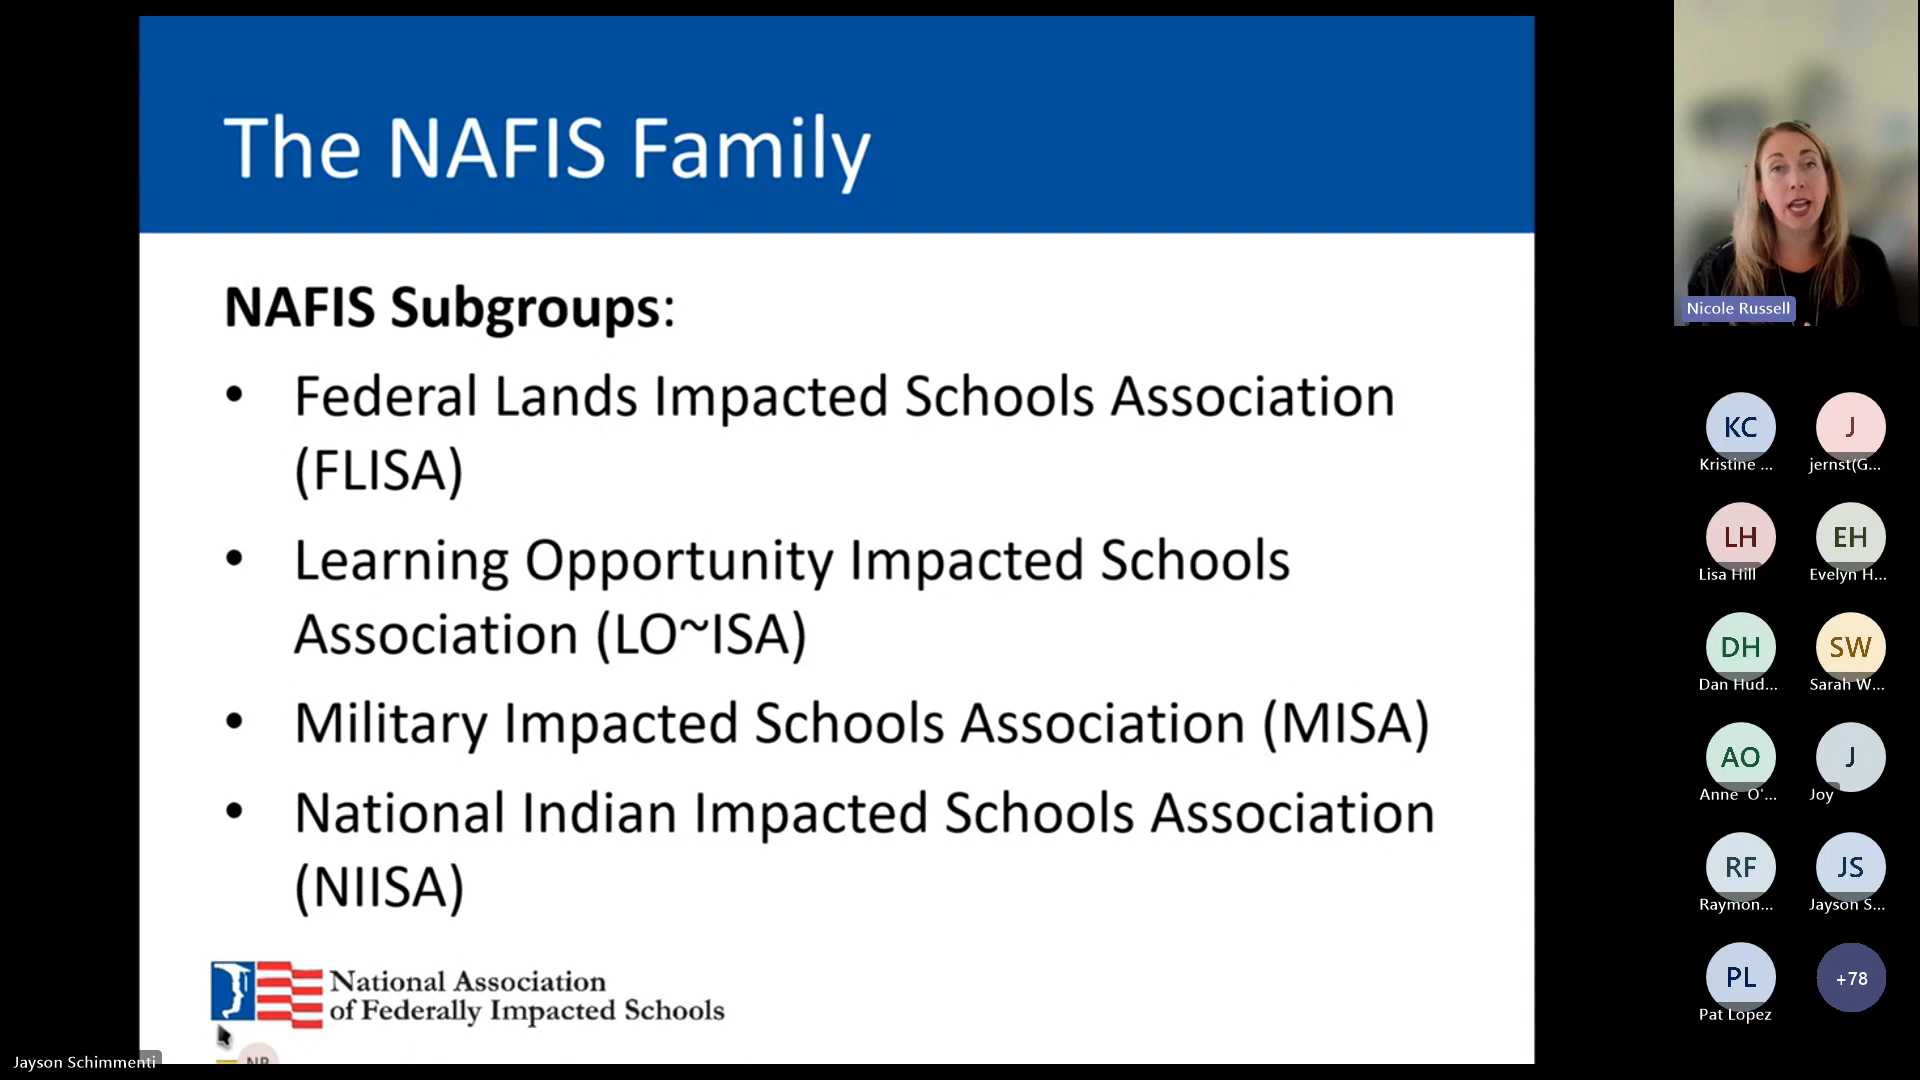 The NAFIS Family
NAFIS Subgroups:
• Federal Lands Impacted Schools Association
(FLISA)
• Learning Opportunity Impacted Schools
Association (LO~ISA)
• Military Impacted Schools Association (MISA)
• National Indian Impacted Schools Association
(NIISA)
National Association
of Federally Impacted Schools
NR
Jayson Schimmenti
Nicole Russell
KC
Kristine ...
J
jernst(G...
LH
Lisa Hill
EH
Evelyn H...
DH
Dan Hud...
SW
Sarah W...
AO
Anne O'...
J
Joy
RF
Raymon...
JS
Jayson S...
PL
Pat Lopez
+78